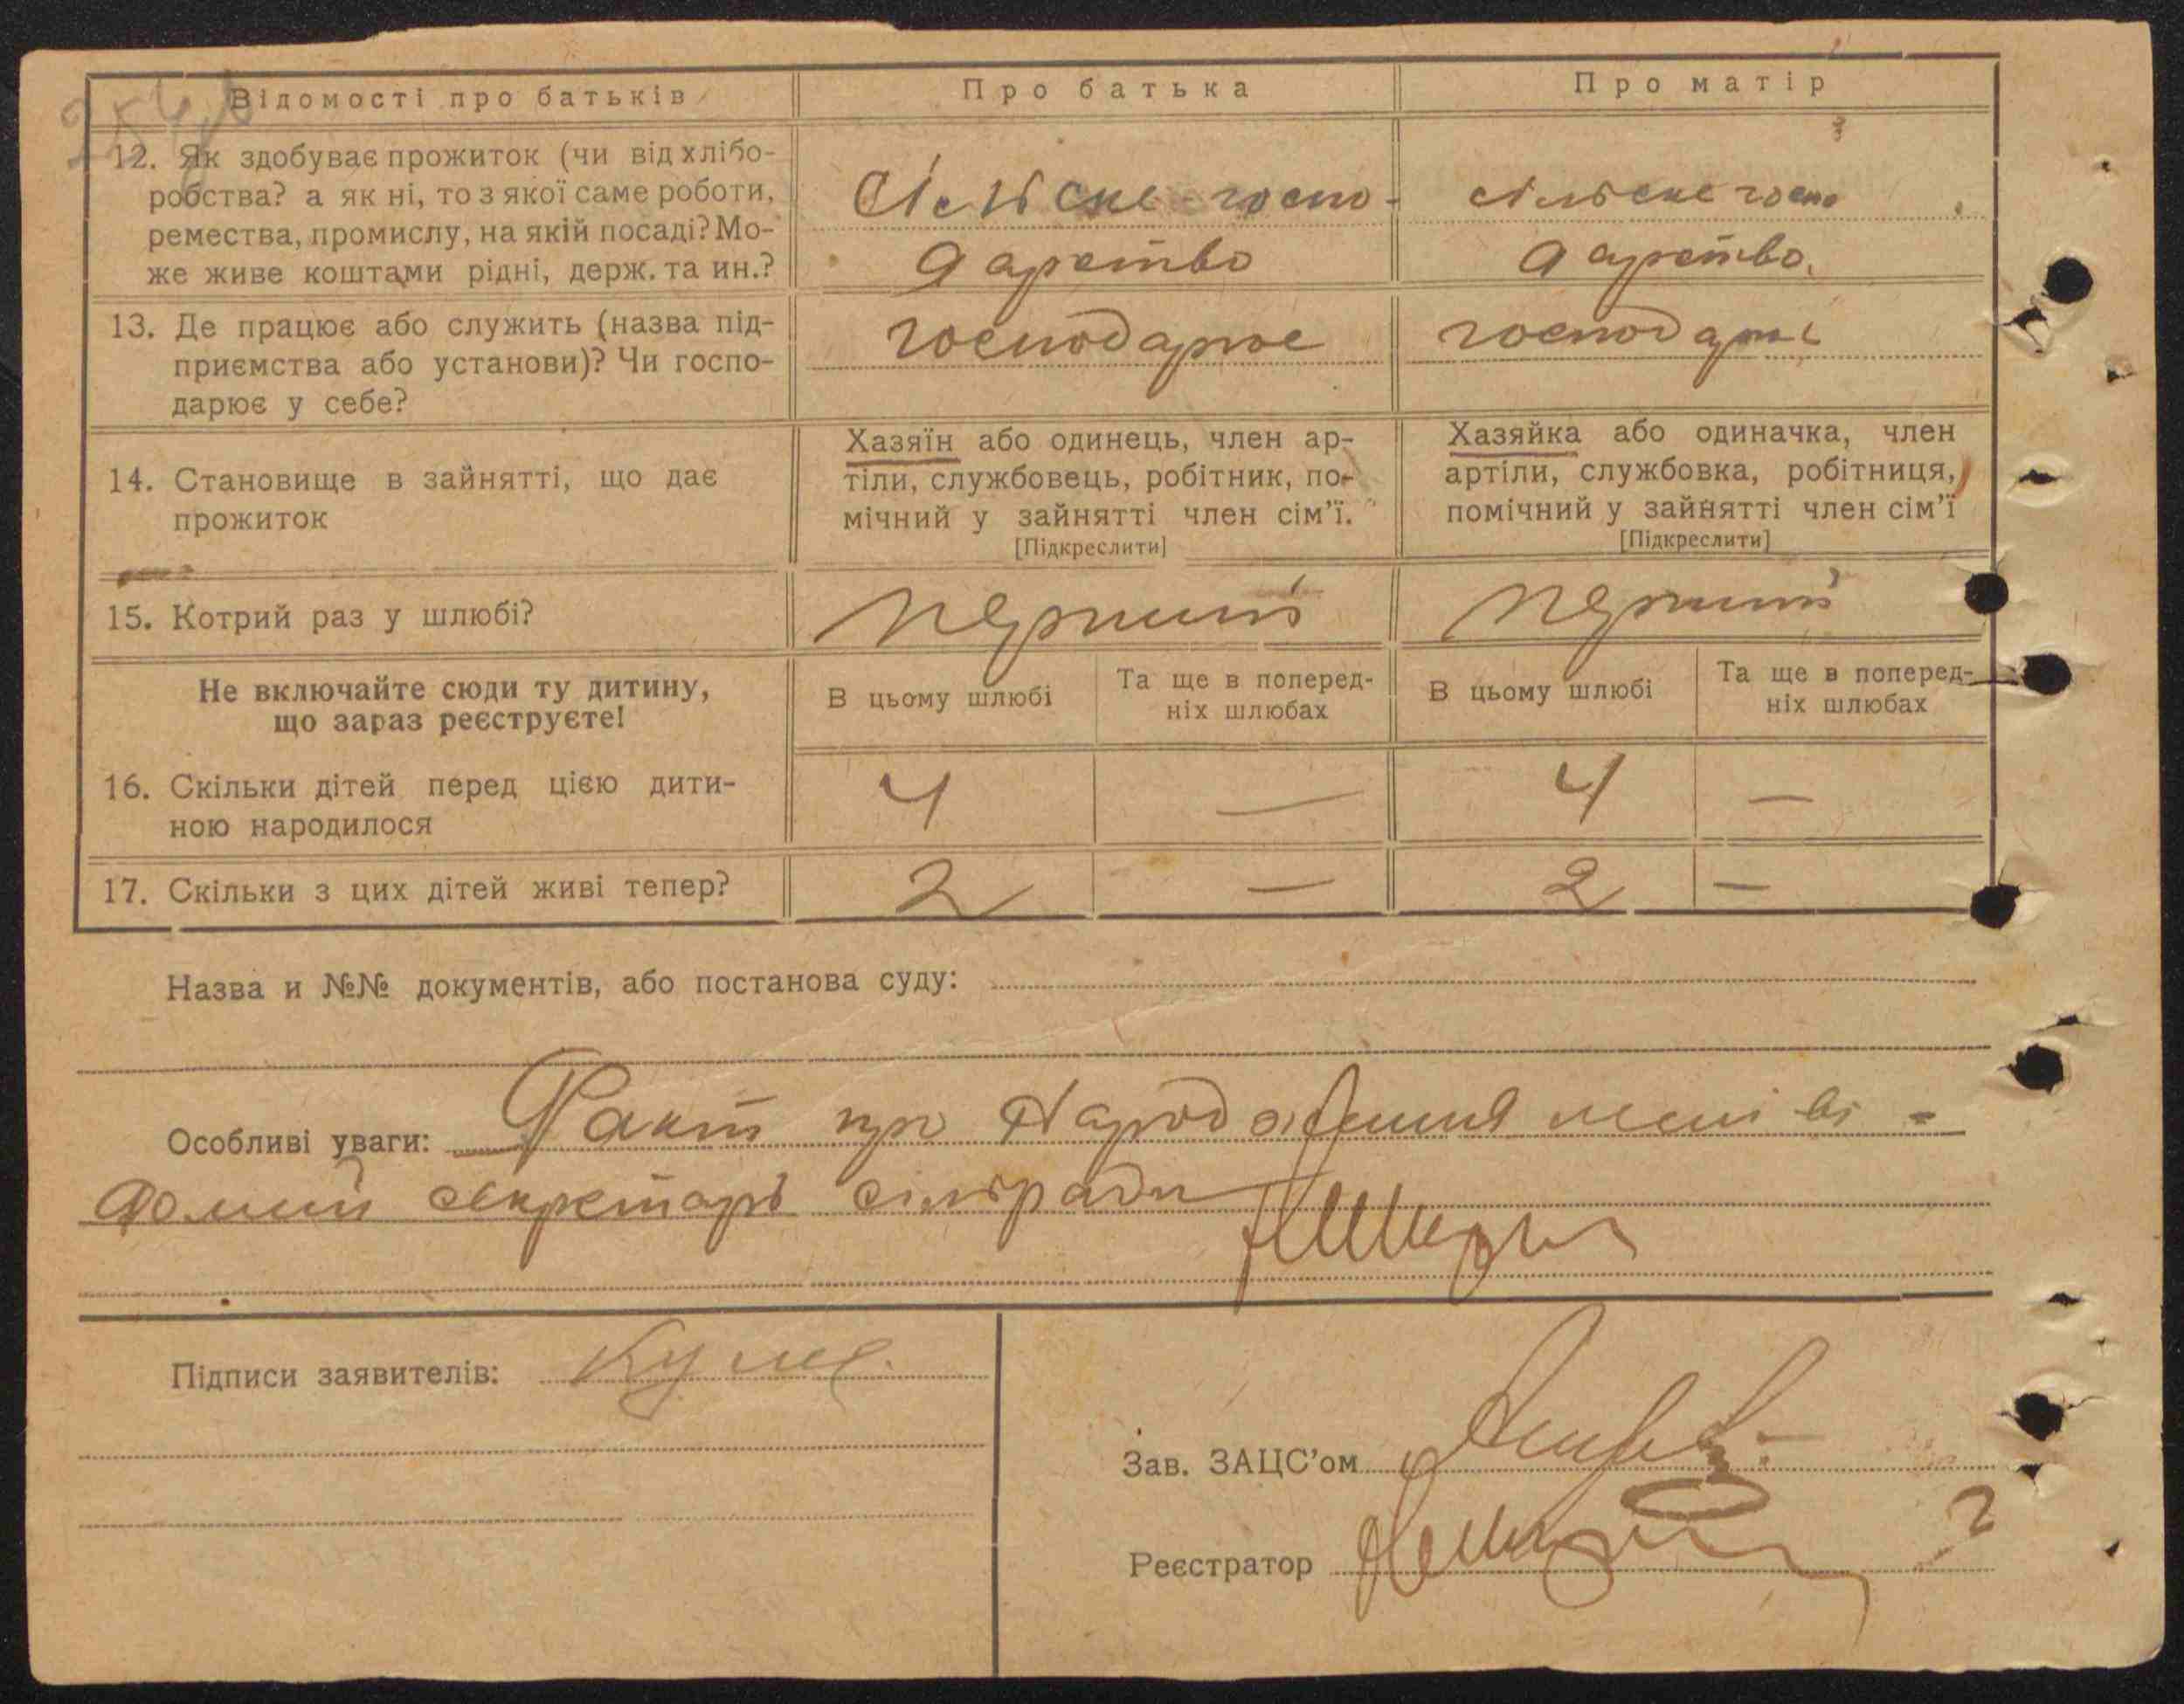 Відомості про батьків
Про батька
Про матір
12. Як здобуває прожиток (чи від хлібо-
робства? а як ні, то з якої саме роботи,
ремества, промислу, на якій посаді? Мо-
же живе коштами рідні, держ. та ин.?
Сільське госпо-
дарство
сільске госпо
дарство.
13. Де працює або служить (назва під-
приємства або установи)? Чи госпо-
дарює у себе?
господарює
господарює
14. Становище в зайнятті, що дає
прожиток
Хазяїн або одинець, член ар-
тіли, службовець, робітник, по-
мічний у зайнятті член сім'ї.
[Підкреслити]
Хазяйка або одиначка, член
артіли, службовка, робітниця,
помічний у зайнятті член сім'ї
[Підкреслити]
15. Котрий раз у шлюбі?
перший
перший
Не включайте сюди ту дитину,
що зараз реєструєте!
В цьому шлюбі
Та ще в поперед-
ніх шлюбах
В цьому шлюбі
Та ще в поперед-
ніх шлюбах
16. Скільки дітей перед цією дити-
ною народилося
4 —
4 —
17. Скільки з цих дітей живі тепер?
2 —
2 —
Назва и №№ документів, або постанова суду:
Особливі уваги: Факт про Народження мені ві-
домий секретарь сільради
Підписи заявителів:
Зав. ЗАЦС'ом
Реєстратор